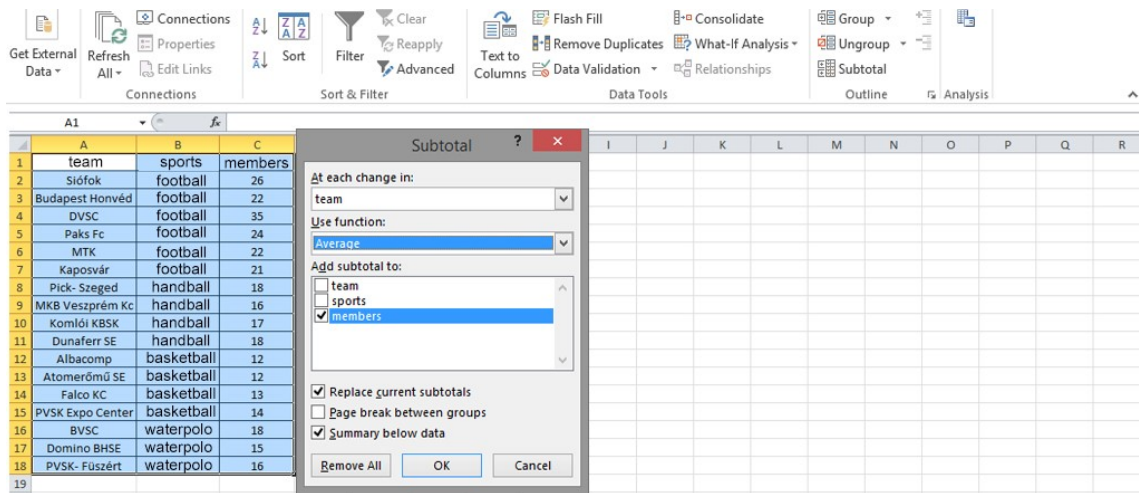 Get External Data
Refresh All
Connections
Properties
Edit Links
Connections
Sort
Filter
Clear
Reapply
Advanced
Sort & Filter
Text to Columns
Flash Fill
Remove Duplicates
Data Validation
Consolidate
What-If Analysis
Relationships
Data Tools
Group
Ungroup
Subtotal
Outline
Analysis
A1 fx
A B C I J K L M N O P Q R
1 team sports members
2 Siófok football 26
3 Budapest Honvéd football 22
4 DVSC football 35
5 Paks Fc football 24
6 MTK football 22
7 Kaposvár football 21
8 Pick- Szeged handball 18
9 MKB Veszprém Kc handball 16
10 Komlói KBSK handball 17
11 Dunaferr SE handball 18
12 Albacomp basketball 12
13 Atomerőmű SE basketball 12
14 Falco KC basketball 13
15 PVSK Expo Center basketball 14
16 BVSC waterpolo 18
17 Domino BHSE waterpolo 15
18 PVSK- Füszért waterpolo 16
19
Subtotal ? ×
At each change in:
team
Use function:
Average
Add subtotal to:
team
sports
members
Replace current subtotals
Page break between groups
Summary below data
Remove All OK Cancel